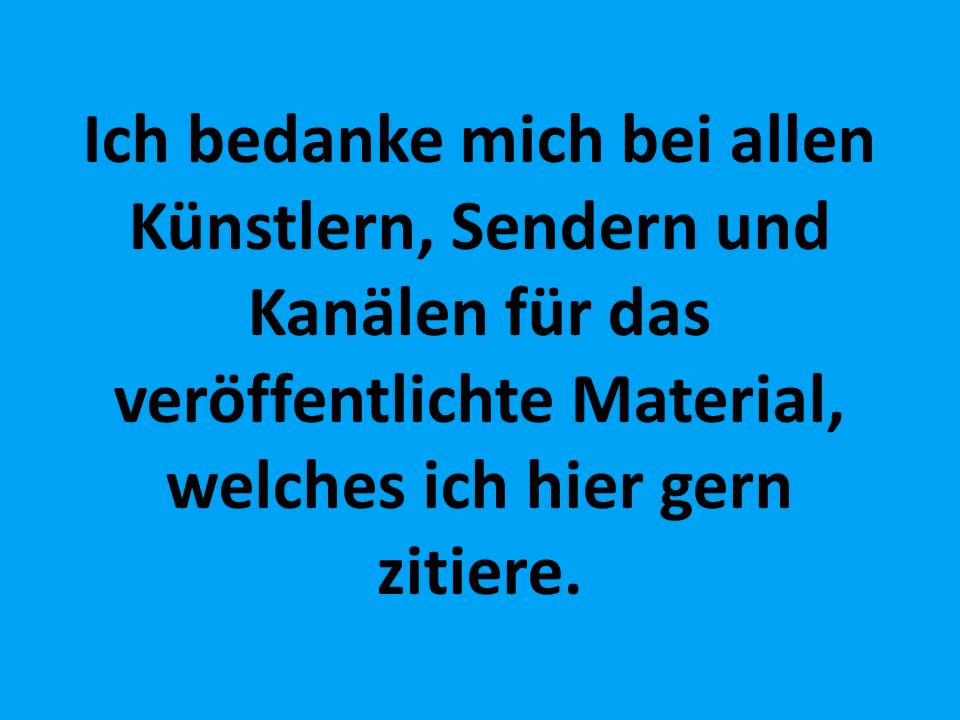 Ich bedanke mich bei allen
Künstlern, Sendern und
Kanälen für das
veröffentlichte Material,
welches ich hier gern
zitiere.